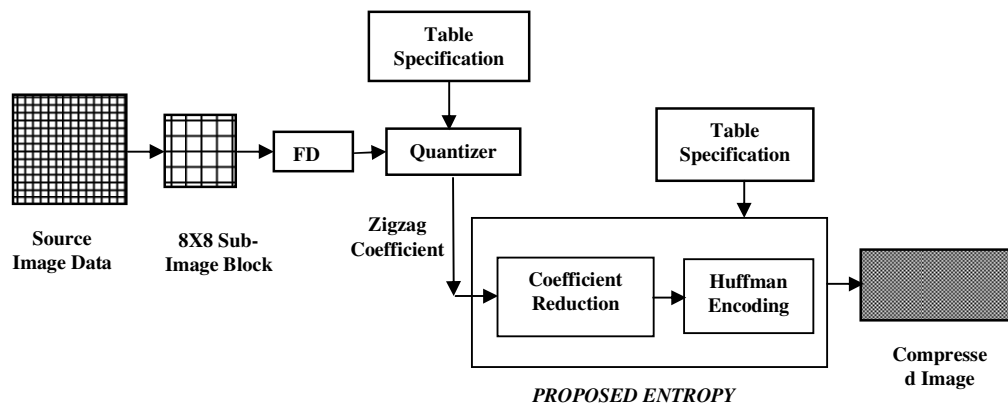 Table
Specification
FD
Quantizer
Table
Specification
Source
Image Data
8X8 Sub-
Image Block
Zigzag
Coefficient
Coefficient
Reduction
Huffman
Encoding
Compresse
d Image
PROPOSED ENTROPY